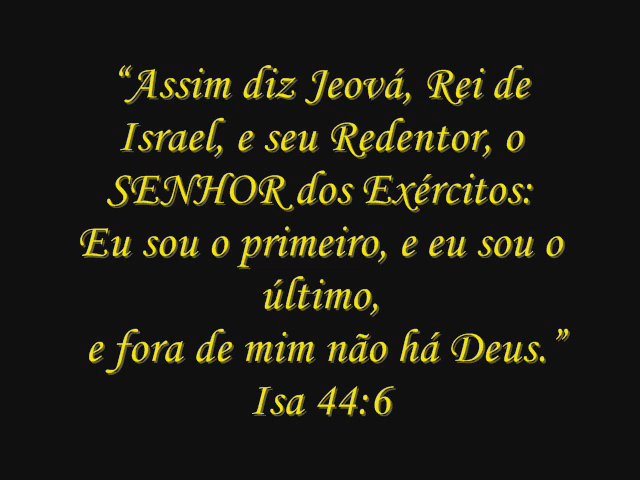 “Assim diz Jeová, Rei de
Israel, e seu Redentor, o
SENHOR dos Exércitos:
Eu sou o primeiro, e eu sou o
último,
e fora de mim não há Deus.”
Isa 44:6